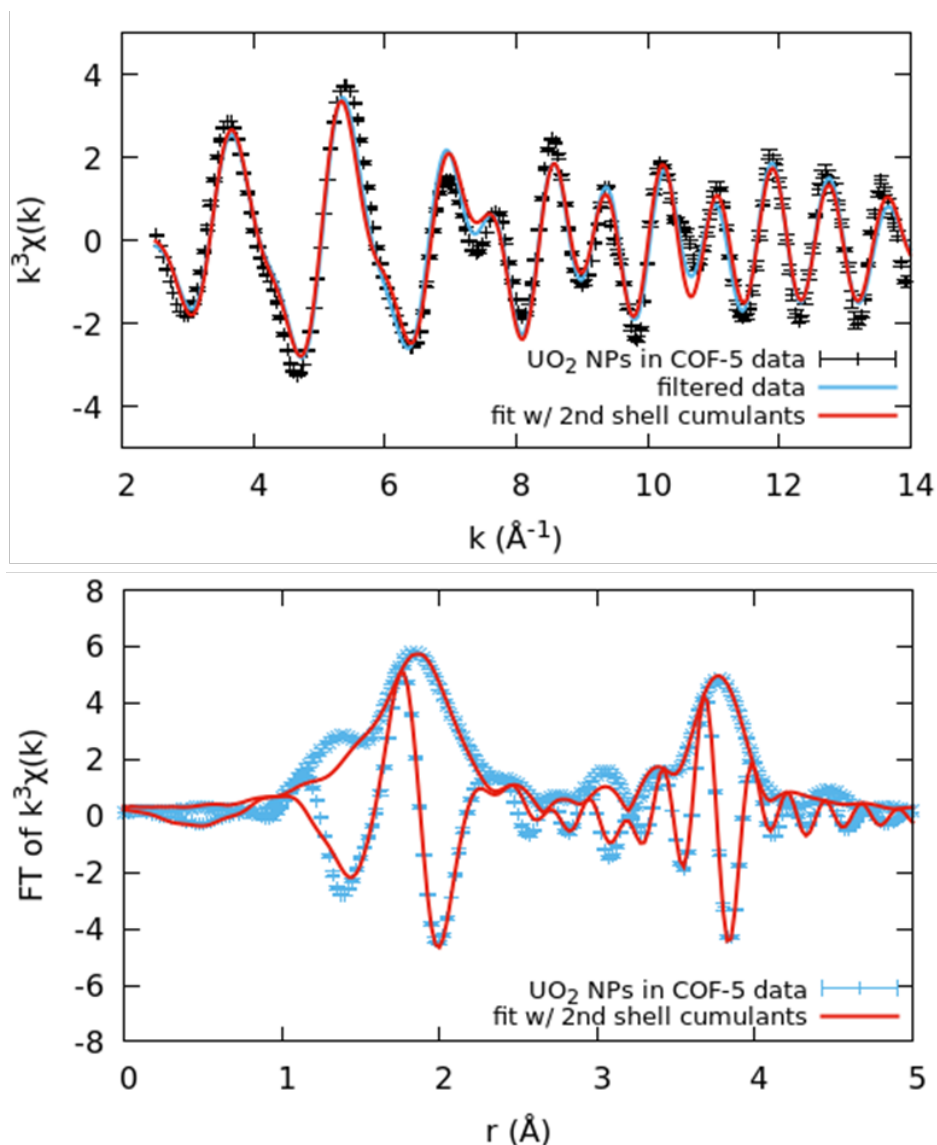 4
2
0
-2
-4
k³χ(k)
UO₂ NPs in COF-5 data
filtered data
fit w/ 2nd shell cumulants
2 4 6 8 10 12 14
k (Å⁻¹)
8
6
4
2
0
-2
-4
-6
-8
FT of k³χ(k)
UO₂ NPs in COF-5 data
fit w/ 2nd shell cumulants
0 1 2 3 4 5
r (Å)